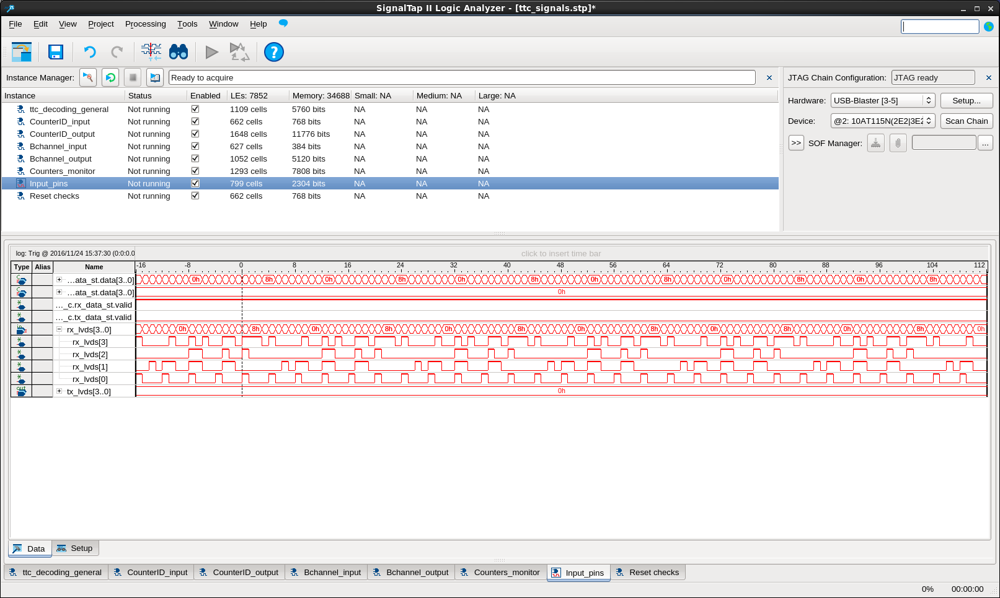 SignalTap II Logic Analyzer - [ttc_signals.stp]*
File Edit View Project Processing Tools Window Help
Instance Manager: Ready to acquire
JTAG Chain Configuration: JTAG ready
Instance Status Enabled LEs: 7852 Memory: 34688 Small: NA Medium: NA Large: NA
ttc_decoding_general Not running 1109 cells 5760 bits NA NA NA
CounterID_input Not running 662 cells 768 bits NA NA NA
CounterID_output Not running 1648 cells 11776 bits NA NA NA
Bchannel_input Not running 627 cells 384 bits NA NA NA
Bchannel_output Not running 1052 cells 5120 bits NA NA NA
Counters_monitor Not running 1293 cells 7808 bits NA NA NA
Input_pins Not running 799 cells 2304 bits NA NA NA
Reset checks Not running 662 cells 768 bits NA NA NA
Hardware: USB-Blaster [3-5] Setup...
Device: @2: 10AT115N(2E2|3E2 Scan Chain
>> SOF Manager: ...
log: Trig @ 2016/11/24 15:37:30 (0:0:0.0 click to insert time bar
Type Alias Name -16 -8 0 8 16 24 32 40 48 56 64 72 80 88 96 104 112
...ata_st.data[3..0] 0h 8h 0h 8h 0h 8h 0h 8h 0h 8h 0h 8h
...ata_st.data[3..0] 0h
..._c.rx_data_st.valid
..._c.tx_data_st.valid
in rx_lvds[3..0] 0h 8h 0h 8h 0h 8h 0h 8h 0h 8h 0h 8h 0h
rx_lvds[3]
rx_lvds[2]
rx_lvds[1]
rx_lvds[0]
out tx_lvds[3..0] 0h
Data Setup
ttc_decoding_general CounterID_input CounterID_output Bchannel_input Bchannel_output Counters_monitor Input_pins Reset checks
0% 00:00:00